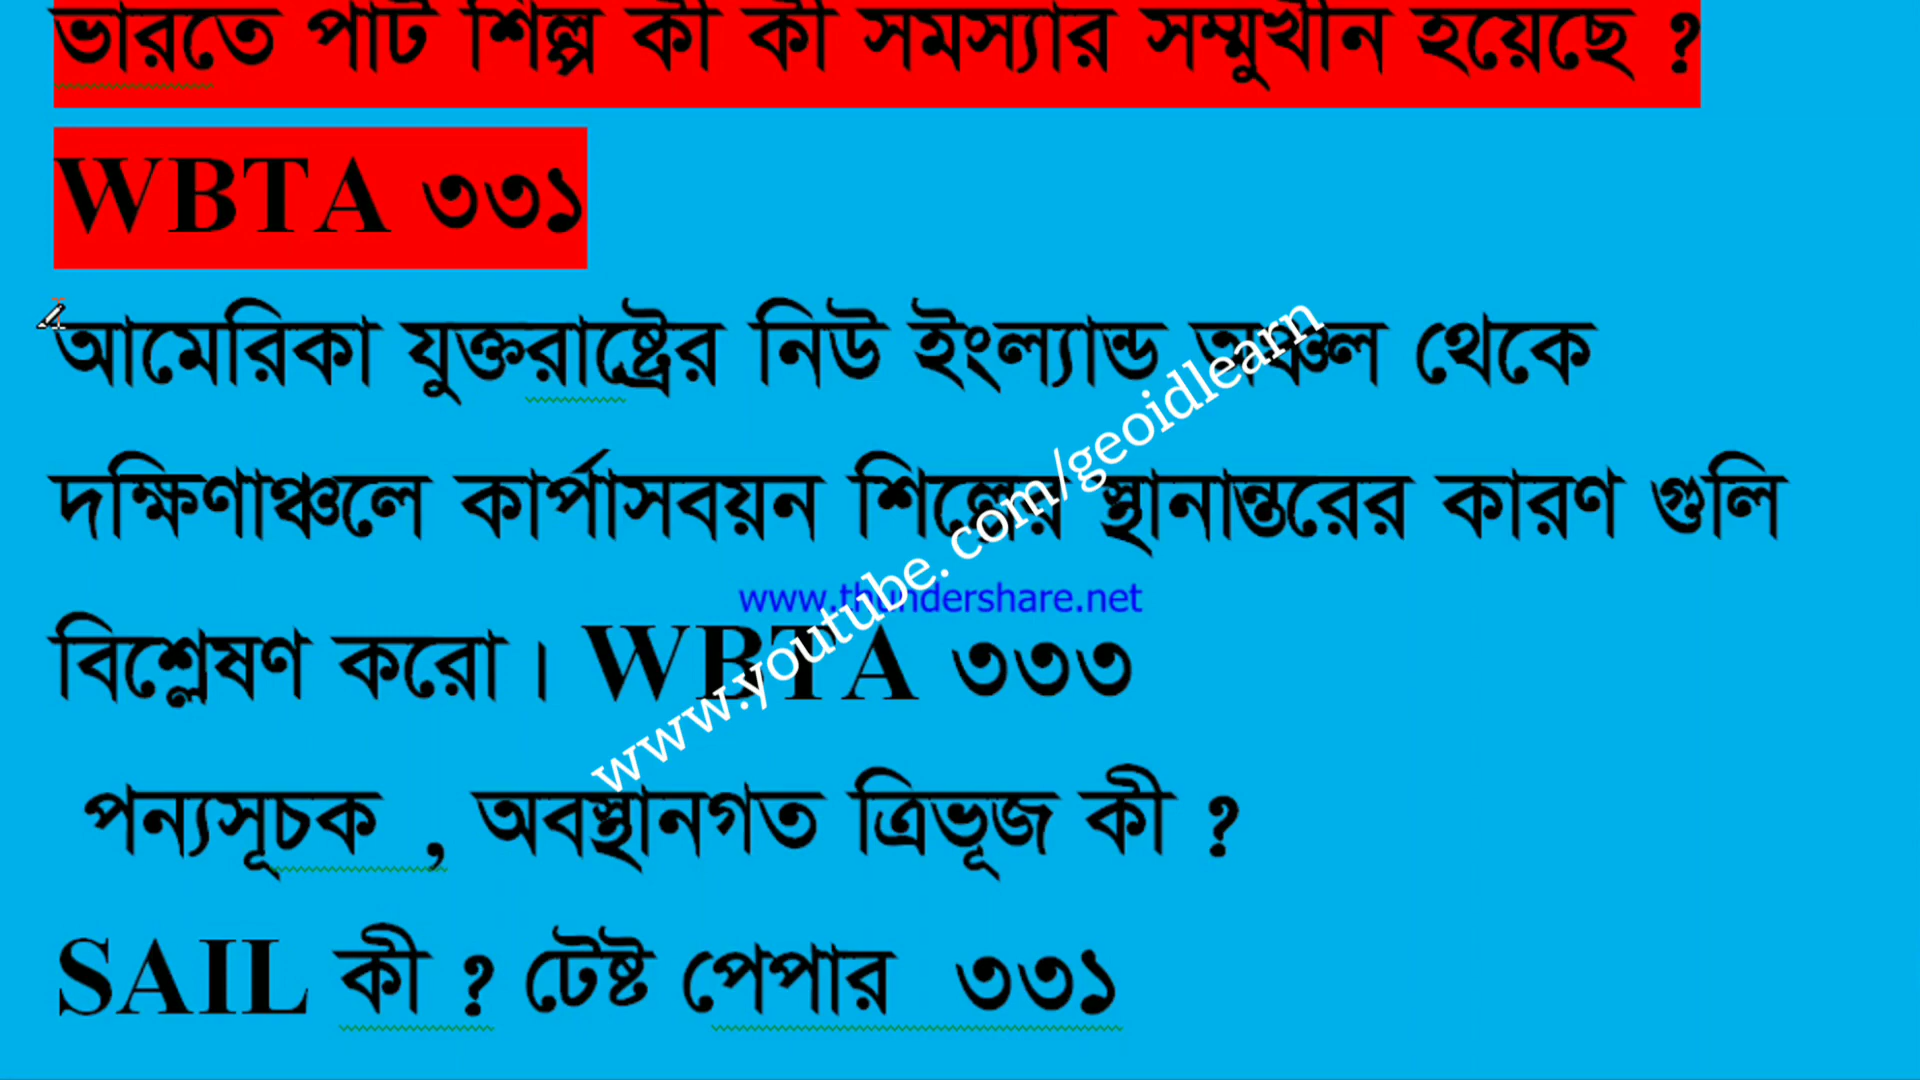 ভারতে পাট শিল্প কী কী সমস্যার সম্মুখীন হয়েছে ?
WBTA ৩৩১
আমেরিকা যুক্তরাষ্ট্রের নিউ ইংল্যান্ড অঞ্চল থেকে
দক্ষিণাঞ্চলে কার্পাসবয়ন শিল্পের স্থানান্তরের কারণ গুলি
www.thundershare.net
বিশ্লেষণ করো। WBTA ৩৩৩
www.youtube. com/geoidlearn
পন্যসূচক , অবস্থানগত ত্রিভূজ কী ?
SAIL কী ? টেষ্ট পেপার ৩৩১